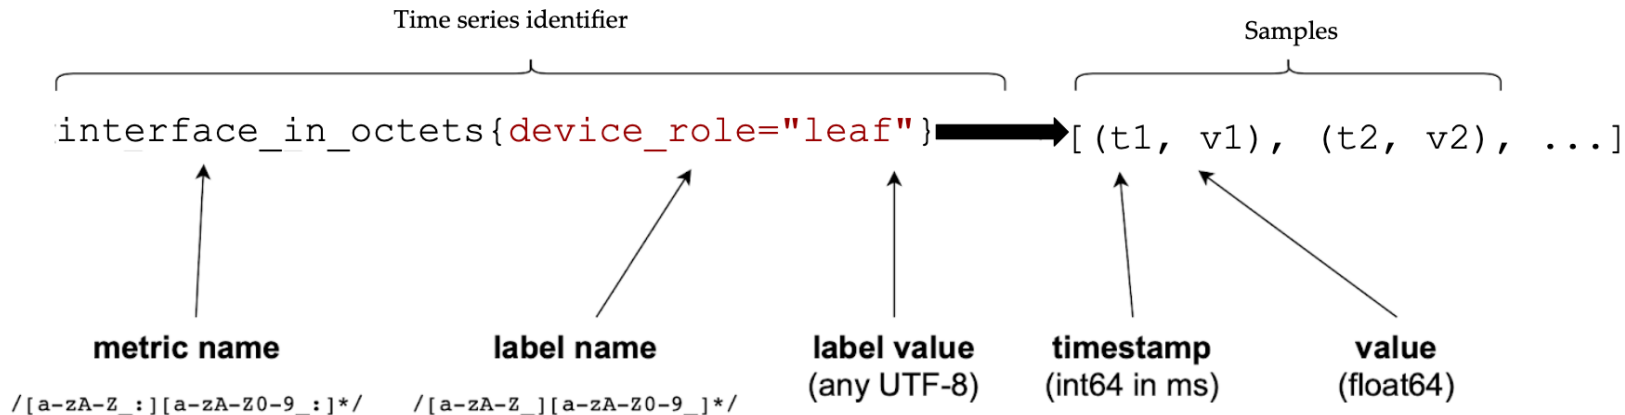 Time series identifier
Samples
interface_in_octets{device_role="leaf"}
[(t1, v1), (t2, v2), ...]
metric name
label name
label value
timestamp
value
(any UTF-8)
(int64 in ms)
(float64)
/[a-zA-Z_:][a-zA-Z0-9_:]*/
/[a-zA-Z_][a-zA-Z0-9_]*/